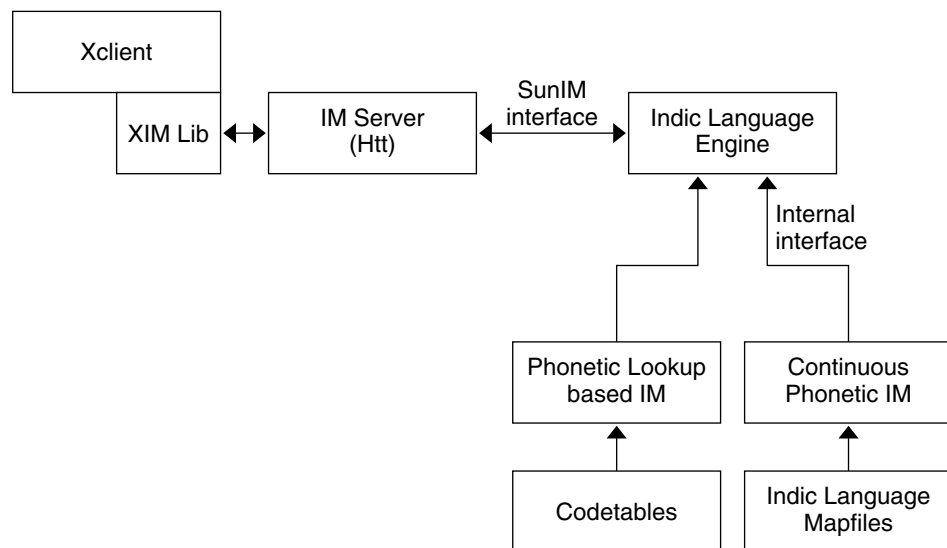 Xclient
XIM Lib
IM Server
(Htt)
SunIM
interface
Indic Language
Engine
Internal
interface
Phonetic Lookup
based IM
Continuous
Phonetic IM
Codetables
Indic Language
Mapfiles